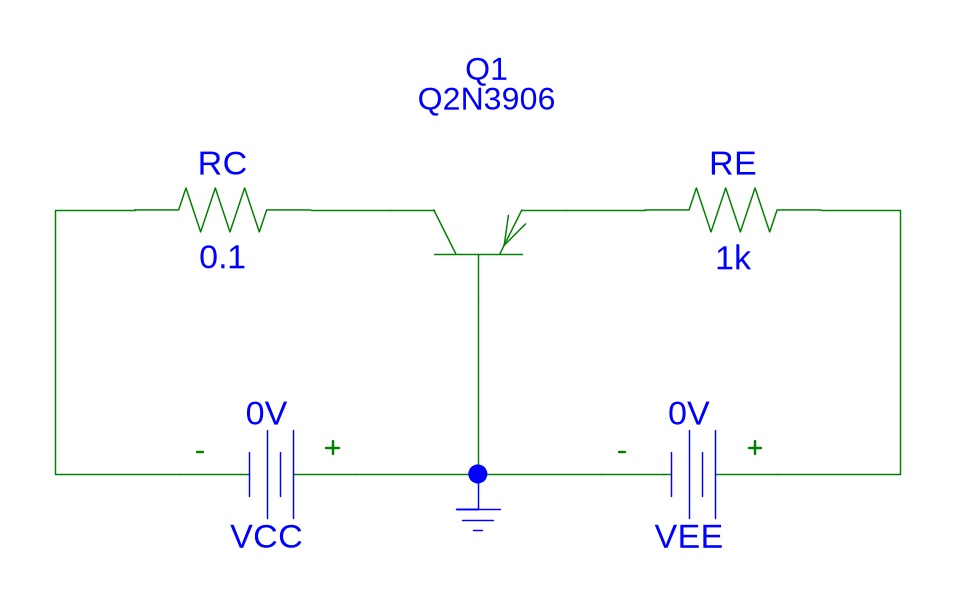 Q1
Q2N3906
RC
RE
0.1
1k
0V
0V
-
+
-
+
VCC
VEE